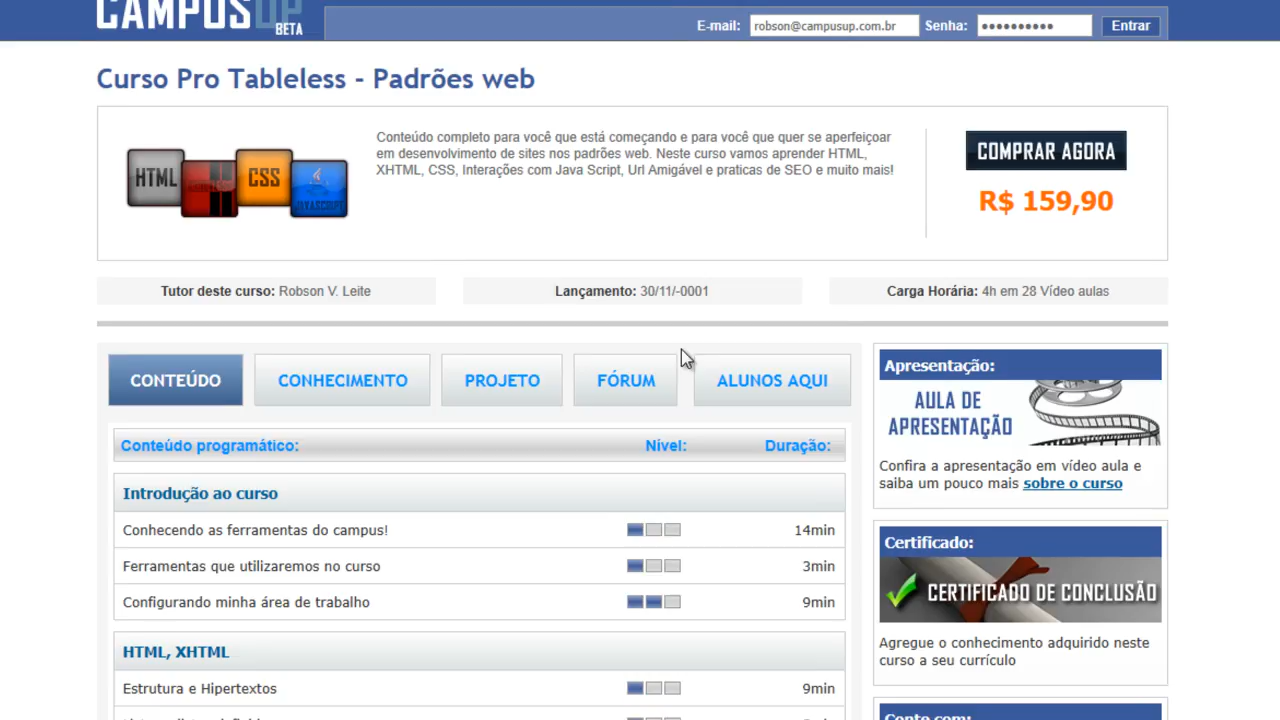 CAMPUSUP
BETA
E-mail: robson@campusup.com.br Senha: •••••••••• Entrar
Curso Pro Tableless - Padrões web
HTML CSS JAVASCRIPT
Conteúdo completo para você que está começando e para você que quer se aperfeiçoar
em desenvolvimento de sites nos padrões web. Neste curso vamos aprender HTML,
XHTML, CSS, Interações com Java Script, Url Amigável e praticas de SEO e muito mais!
COMPRAR AGORA
R$ 159,90
Tutor deste curso: Robson V. Leite
Lançamento: 30/11/-0001
Carga Horária: 4h em 28 Vídeo aulas
CONTEÚDO CONHECIMENTO PROJETO FÓRUM ALUNOS AQUI
Conteúdo programático: Nível: Duração:
Introdução ao curso
Conhecendo as ferramentas do campus! 14min
Ferramentas que utilizaremos no curso 3min
Configurando minha área de trabalho 9min
HTML, XHTML
Estrutura e Hipertextos 9min
Apresentação:
AULA DE
APRESENTAÇÃO
Confira a apresentação em vídeo aula e
saiba um pouco mais sobre o curso
Certificado:
CERTIFICADO DE CONCLUSÃO
Agregue o conhecimento adquirido neste
curso a seu currículo
Conte com: